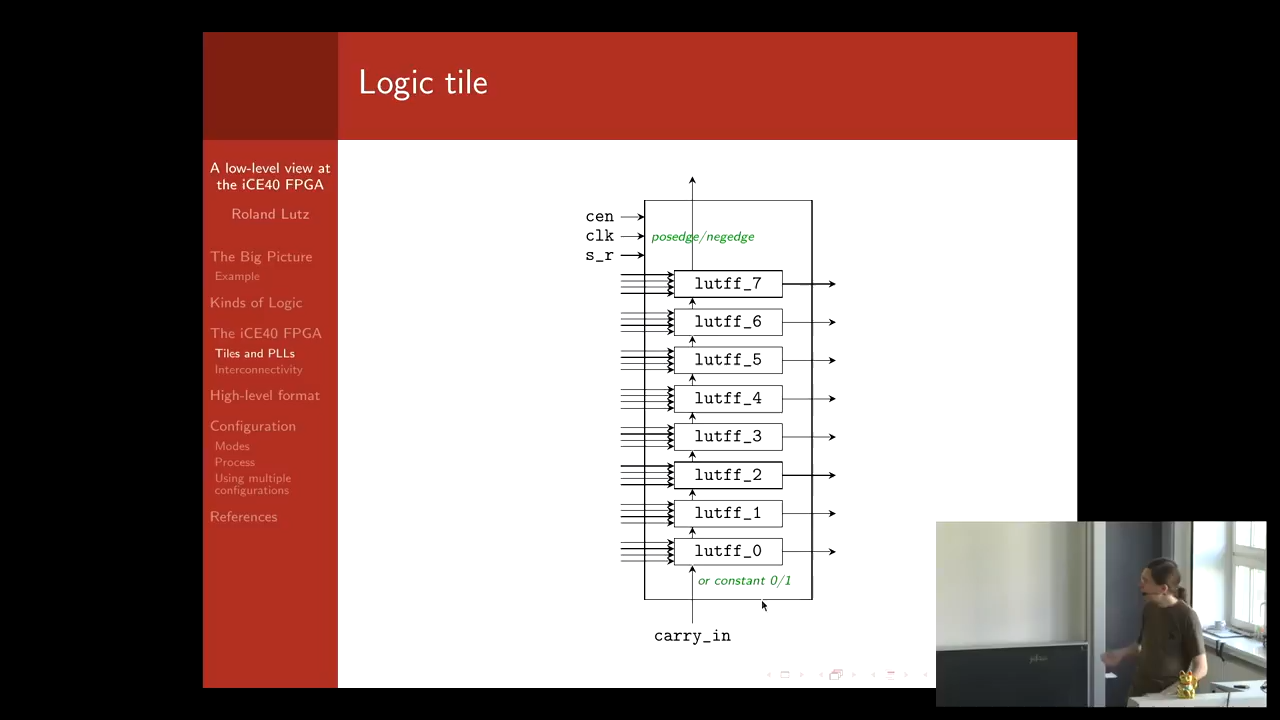 Logic tile
A low-level view at
the iCE40 FPGA
Roland Lutz
The Big Picture
Example
Kinds of Logic
The iCE40 FPGA
Tiles and PLLs
Interconnectivity
High-level format
Configuration
Modes
Process
Using multiple
configurations
References
cen
clk
posedge/negedge
s_r
lutff_7
lutff_6
lutff_5
lutff_4
lutff_3
lutff_2
lutff_1
lutff_0
or constant 0/1
carry_in